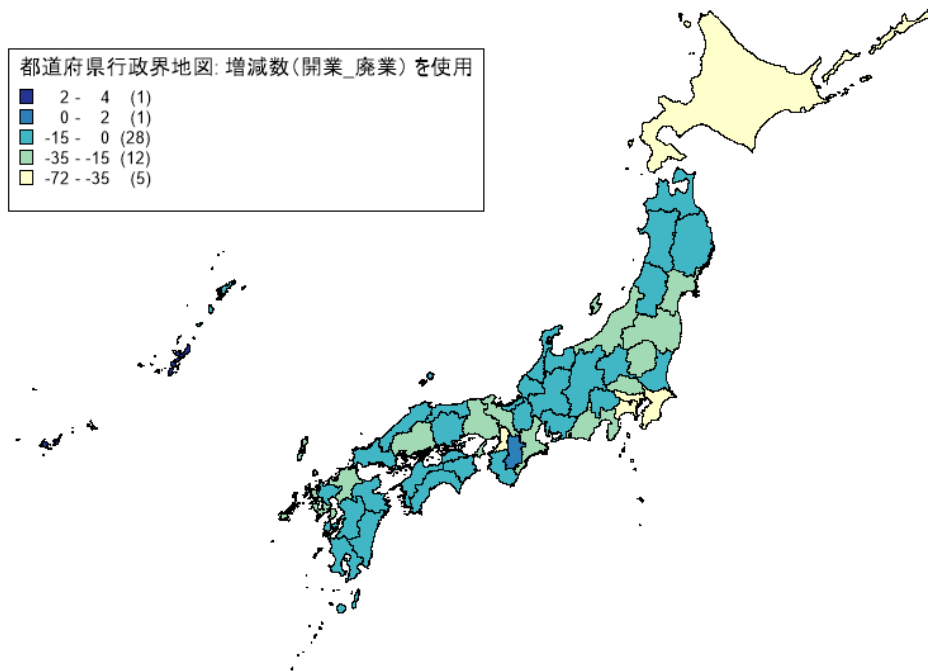 都道府県行政界地図: 増減数(開業_廃業) を使用
2 - 4 (1)
0 - 2 (1)
-15 - 0 (28)
-35 - -15 (12)
-72 - -35 (5)